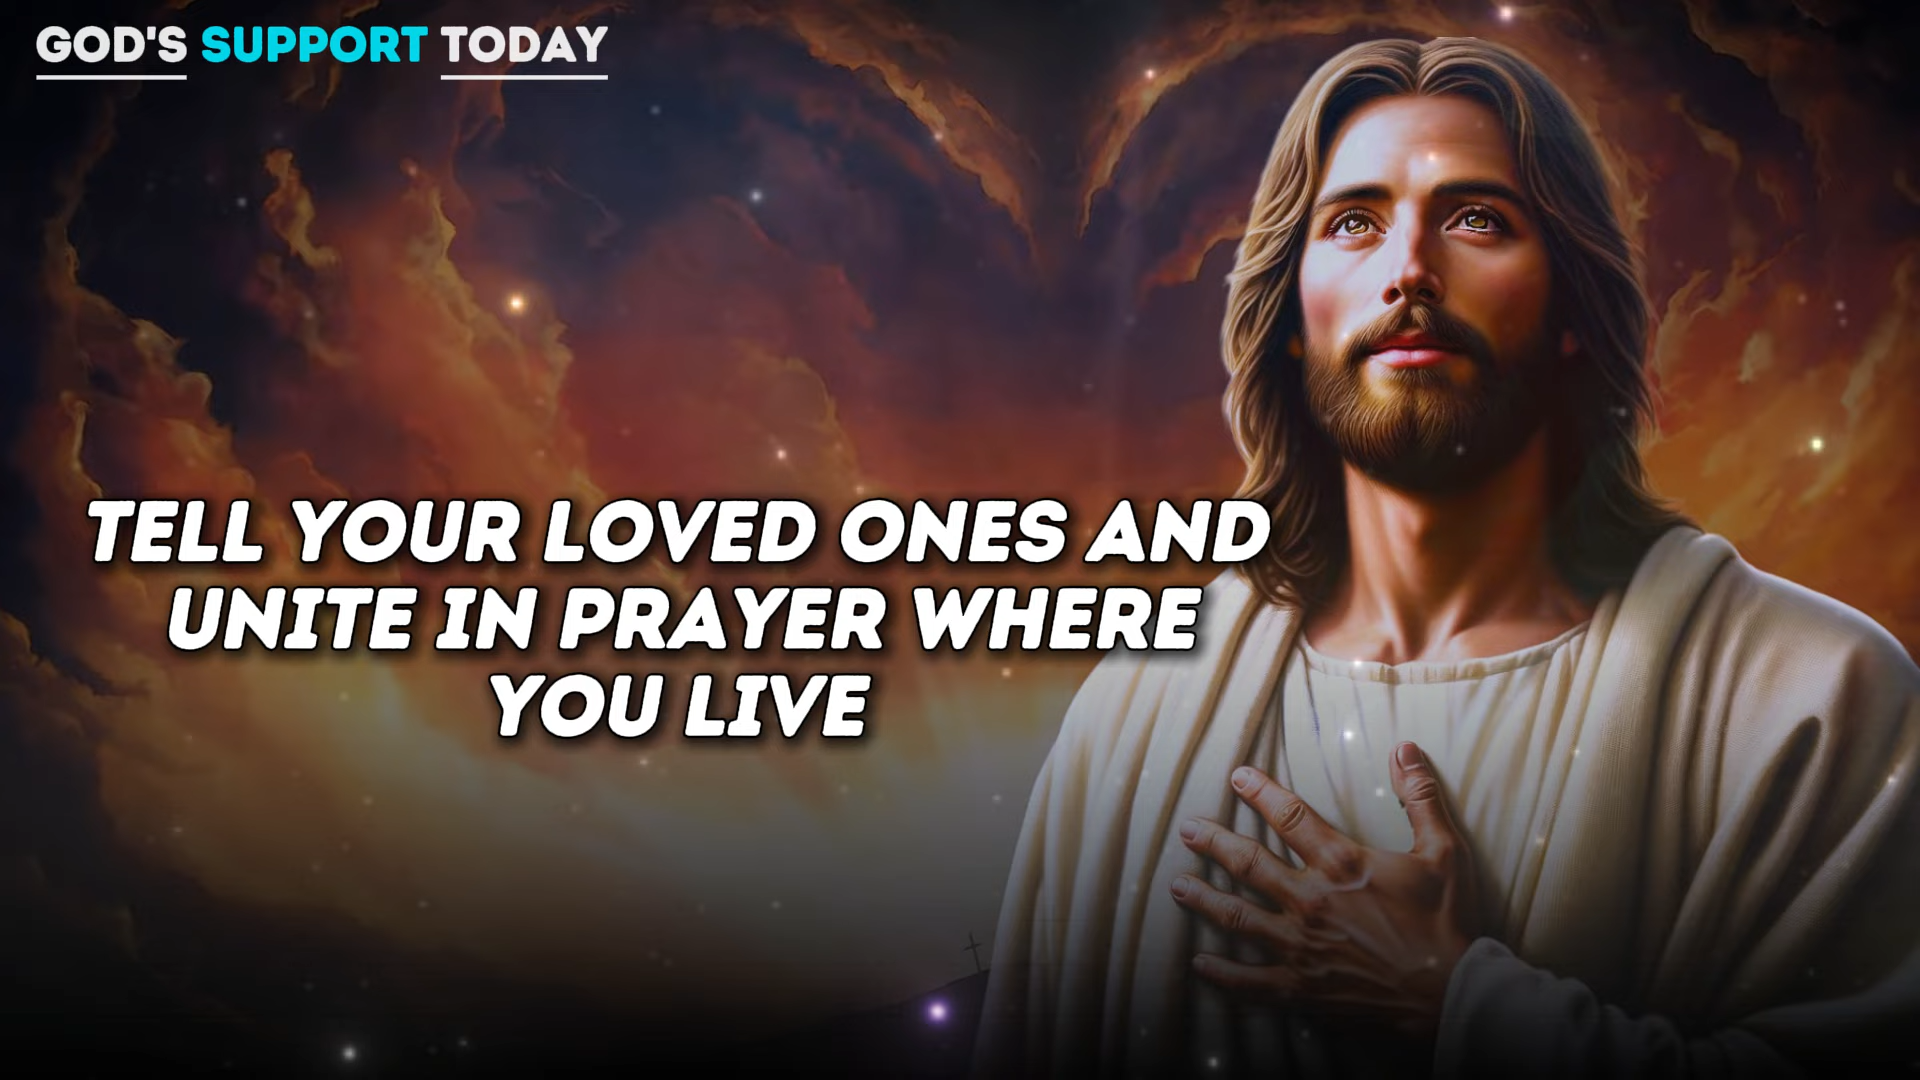 GOD'S SUPPORT TODAY
TELL YOUR LOVED ONES AND
UNITE IN PRAYER WHERE
YOU LIVE